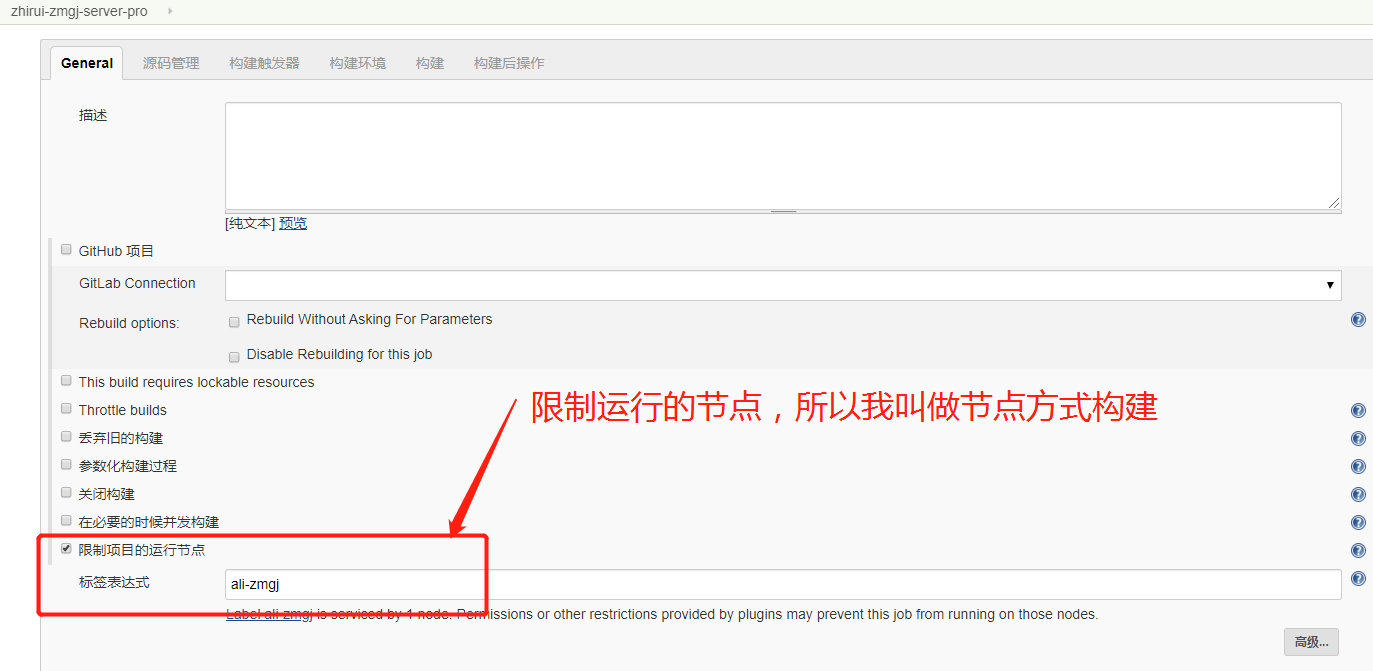 zhirui-zmgj-server-pro
General 源码管理 构建触发器 构建环境 构建 构建后操作
描述
[纯文本] 预览
GitHub 项目
GitLab Connection
Rebuild options: Rebuild Without Asking For Parameters
Disable Rebuilding for this job
This build requires lockable resources
限制运行的节点，所以我叫做节点方式构建
Throttle builds
丢弃旧的构建
参数化构建过程
关闭构建
在必要的时候并发构建
限制项目的运行节点
标签表达式 ali-zmgj
Label ali-zmgj is serviced by 1 node. Permissions or other restrictions provided by plugins may prevent this job from running on those nodes.
高级...